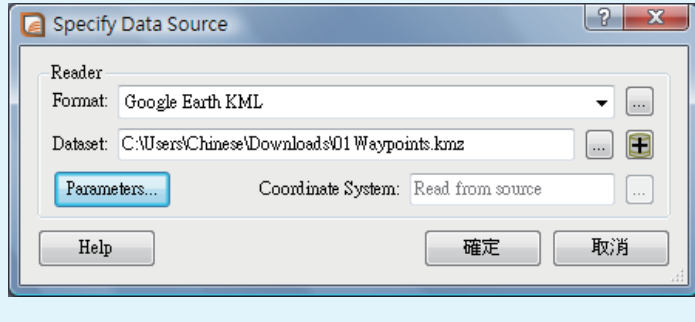 Specify Data Source
Reader
Format: Google Earth KML ...
Dataset: C:\Users\Chinese\Downloads\01 Waypoints.kmz ...
Parameters... Coordinate System: Read from source ...
Help 確定 取消